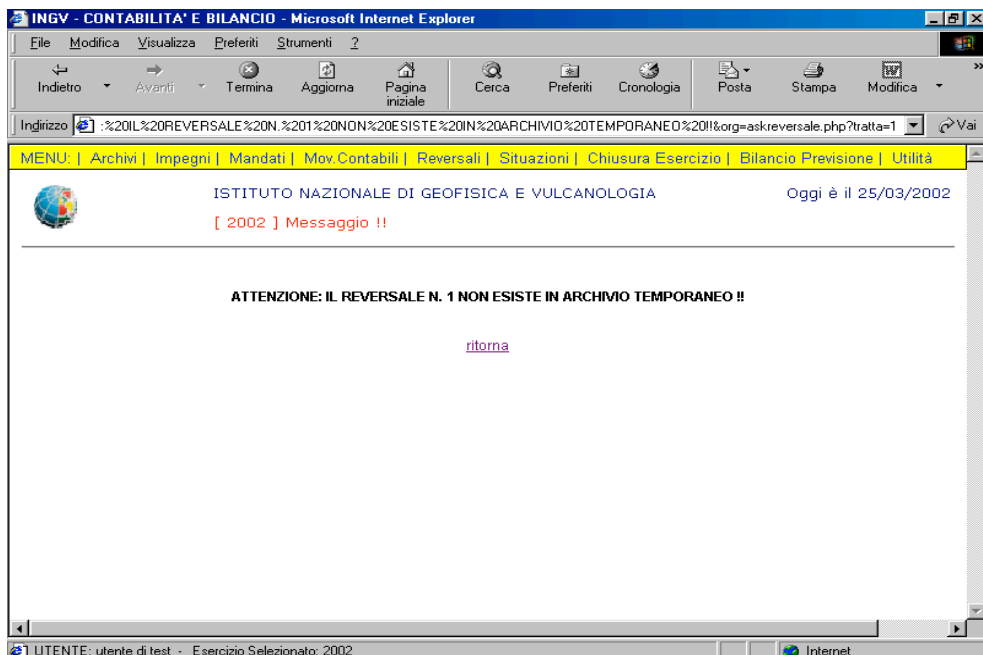 INGV - CONTABILITA' E BILANCIO - Microsoft Internet Explorer
File Modifica Visualizza Preferiti Strumenti ?
Indietro Avanti Termina Aggiorna Pagina iniziale Cerca Preferiti Cronologia Posta Stampa Modifica »
Indirizzo :%20IL%20REVERSALE%20N.%201%20NON%20ESISTE%20IN%20ARCHIVIO%20TEMPORANEO%20!!&org=askreversale.php?tratta=1 Vai
MENU: | Archivi | Impegni | Mandati | Mov.Contabili | Reversali | Situazioni | Chiusura Esercizio | Bilancio Previsione | Utilità
ISTITUTO NAZIONALE DI GEOFISICA E VULCANOLOGIA Oggi è il 25/03/2002
[ 2002 ] Messaggio !!
ATTENZIONE: IL REVERSALE N. 1 NON ESISTE IN ARCHIVIO TEMPORANEO !!
ritorna
UTENTE: utente di test - Esercizio Selezionato: 2002 Internet